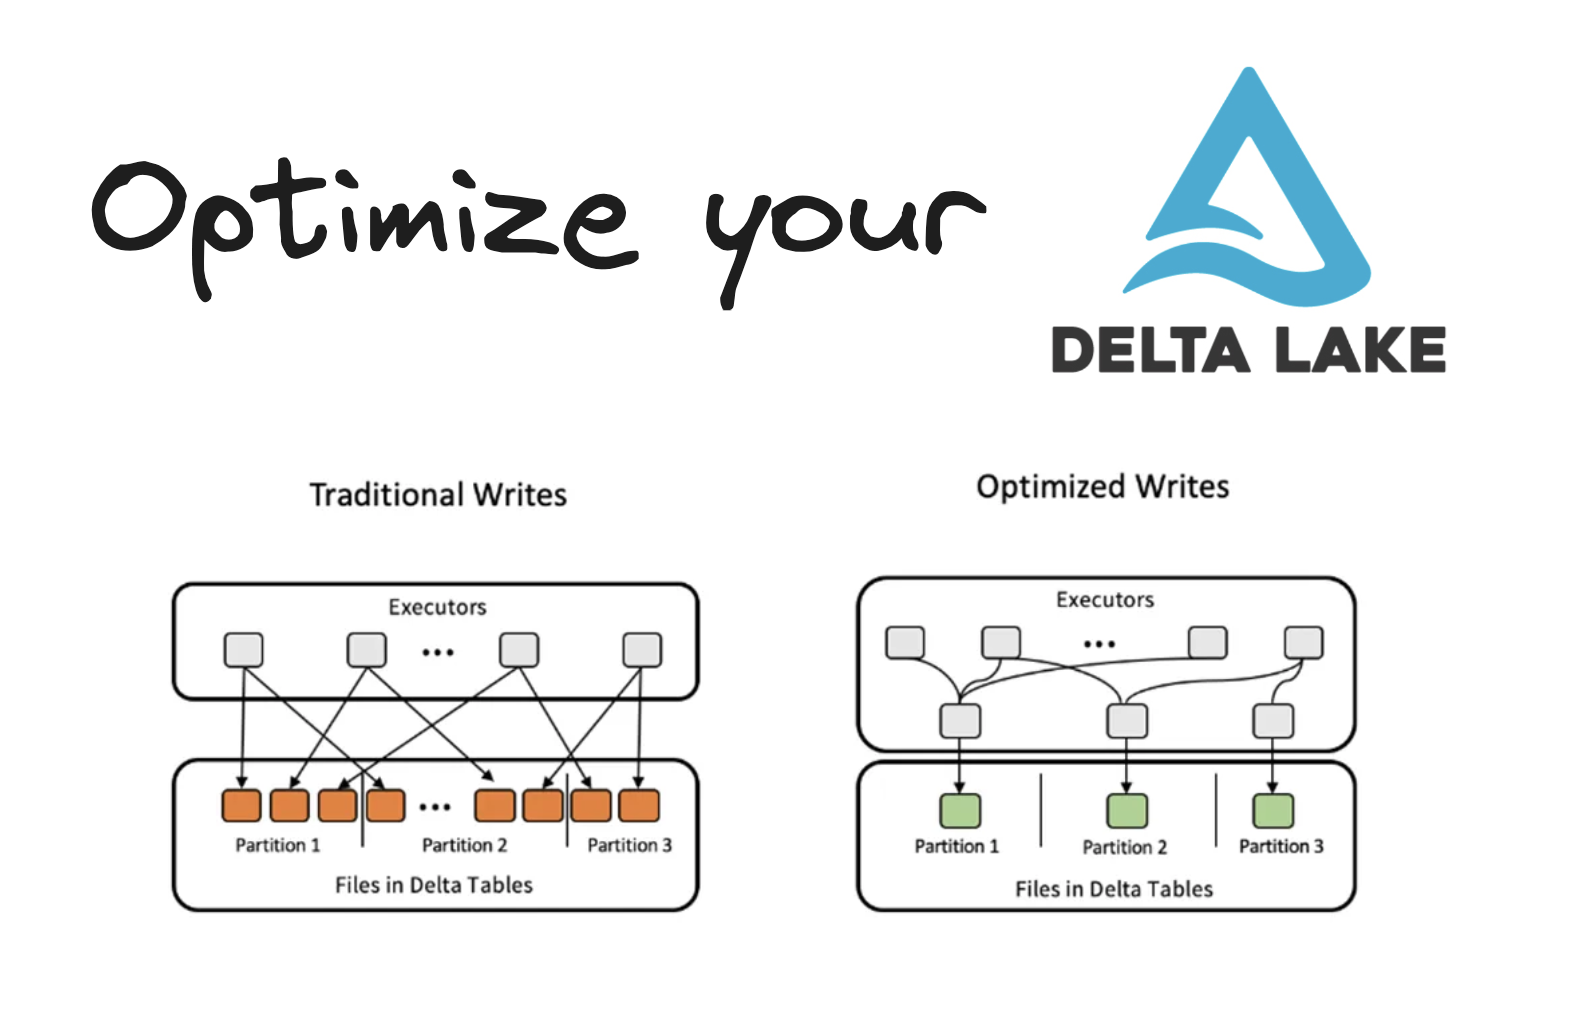 Optimize your
DELTA LAKE
Traditional Writes
Executors
...
Partition 1
Partition 2
Partition 3
Files in Delta Tables
Optimized Writes
Executors
...
Partition 1
Partition 2
Partition 3
Files in Delta Tables